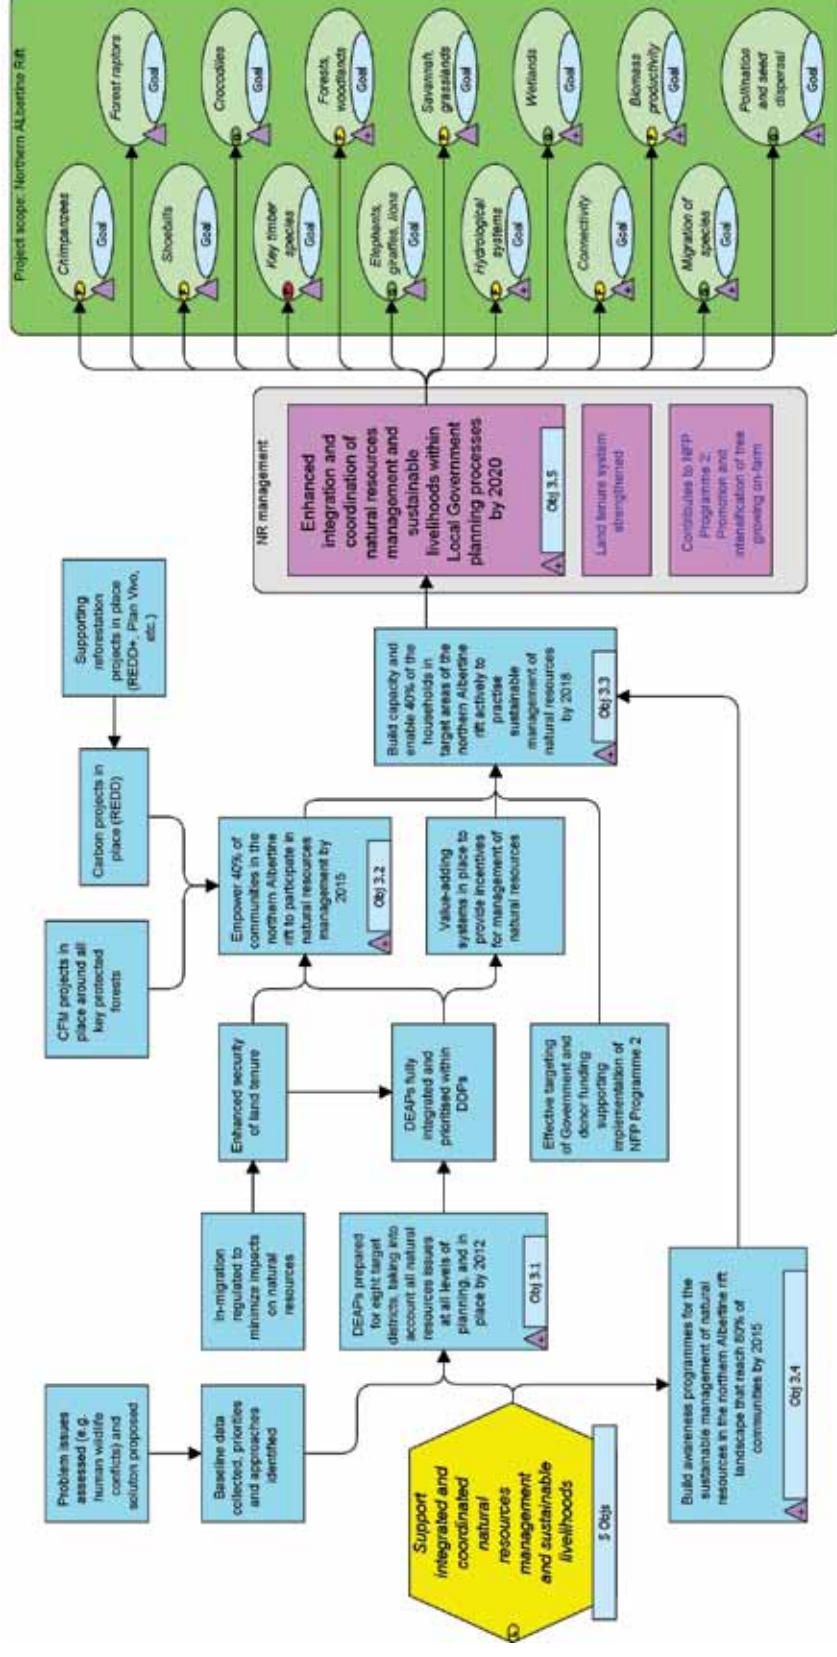 Problem issues
assessed (e.g.
human wildlife
conflicts) and
soluton proposed
Baseline data
collected, priorities
and approaches
identified
Support
integrated and
coordinated
natural
resources
management
and sustainable
livelihoods
5 Objs
In-migration
regulated to
minimize impacts
on natural
resources
DEAPs prepared
for eight target
districts, taking into
account all natural
resources issues
at all levels of
planning, and in
place by 2012
Obj 3.1
Build awareness programmes for the
sustainable management of natural
resources in the northern Albertine rift
landscape that reach 80% of
communities by 2015
Obj 3.4
CFM projects in
place around all
key protected
forests
Enhanced security
of land tenure
DEAPs fully
integrated and
prioritised within
DDPs
Effective targeting
of Government and
donor funding
supporting
implementation of
NFP Programme 2
Carbon projects in
place (REDD)
Empower 40% of
communities in the
northern Albertine
rift to participate in
natural resources
management by
2015
Obj 3.2
Value-adding
systems in place to
provide incentives
for management of
natural resources
Supporting
reforestation
projects in place
(REDD+, Plan Vivo,
etc.)
Build capacity and
enable 40% of the
households in
target areas of the
northern Albertine
rift actively to
practise
sustainable
management of
natural resources
by 2018
Obj 3.3
NR management
Enhanced
integration and
coordination of
natural resources
management and
sustainable
livelihoods within
Local Government
planning processes
by 2020
Obj 3.5
Land tenure system
strengthened
Contributes to NFP
Programme 2:
Promotion and
intensification of tree
growing on-farm
Project scope: Northern ALbertine Rift
Chimpanzees
Goal
Forest raptors
Goal
Shoebills
Goal
Crocodiles
Goal
Key timber
species
Goal
Forests,
woodlands
Goal
Elephants,
giraffes, lions
Goal
Savannah,
grasslands
Goal
Hydrological
systems
Goal
Wetlands
Goal
Connectivity
Goal
Biomass
productivity
Goal
Migration of
species
Goal
Pollination
and seed
dispersal
Goal